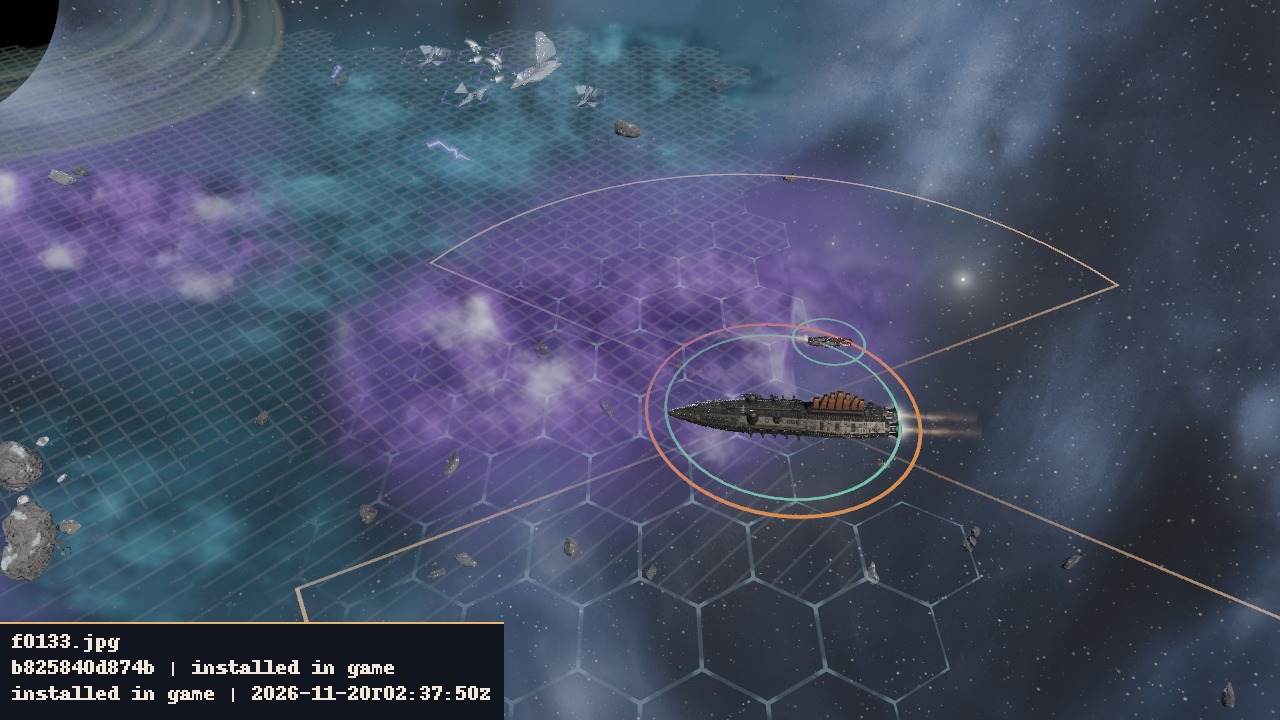 f0133.jpg
b825840d874b | installed in game
installed in game | 2026-11-20T02:37:50Z